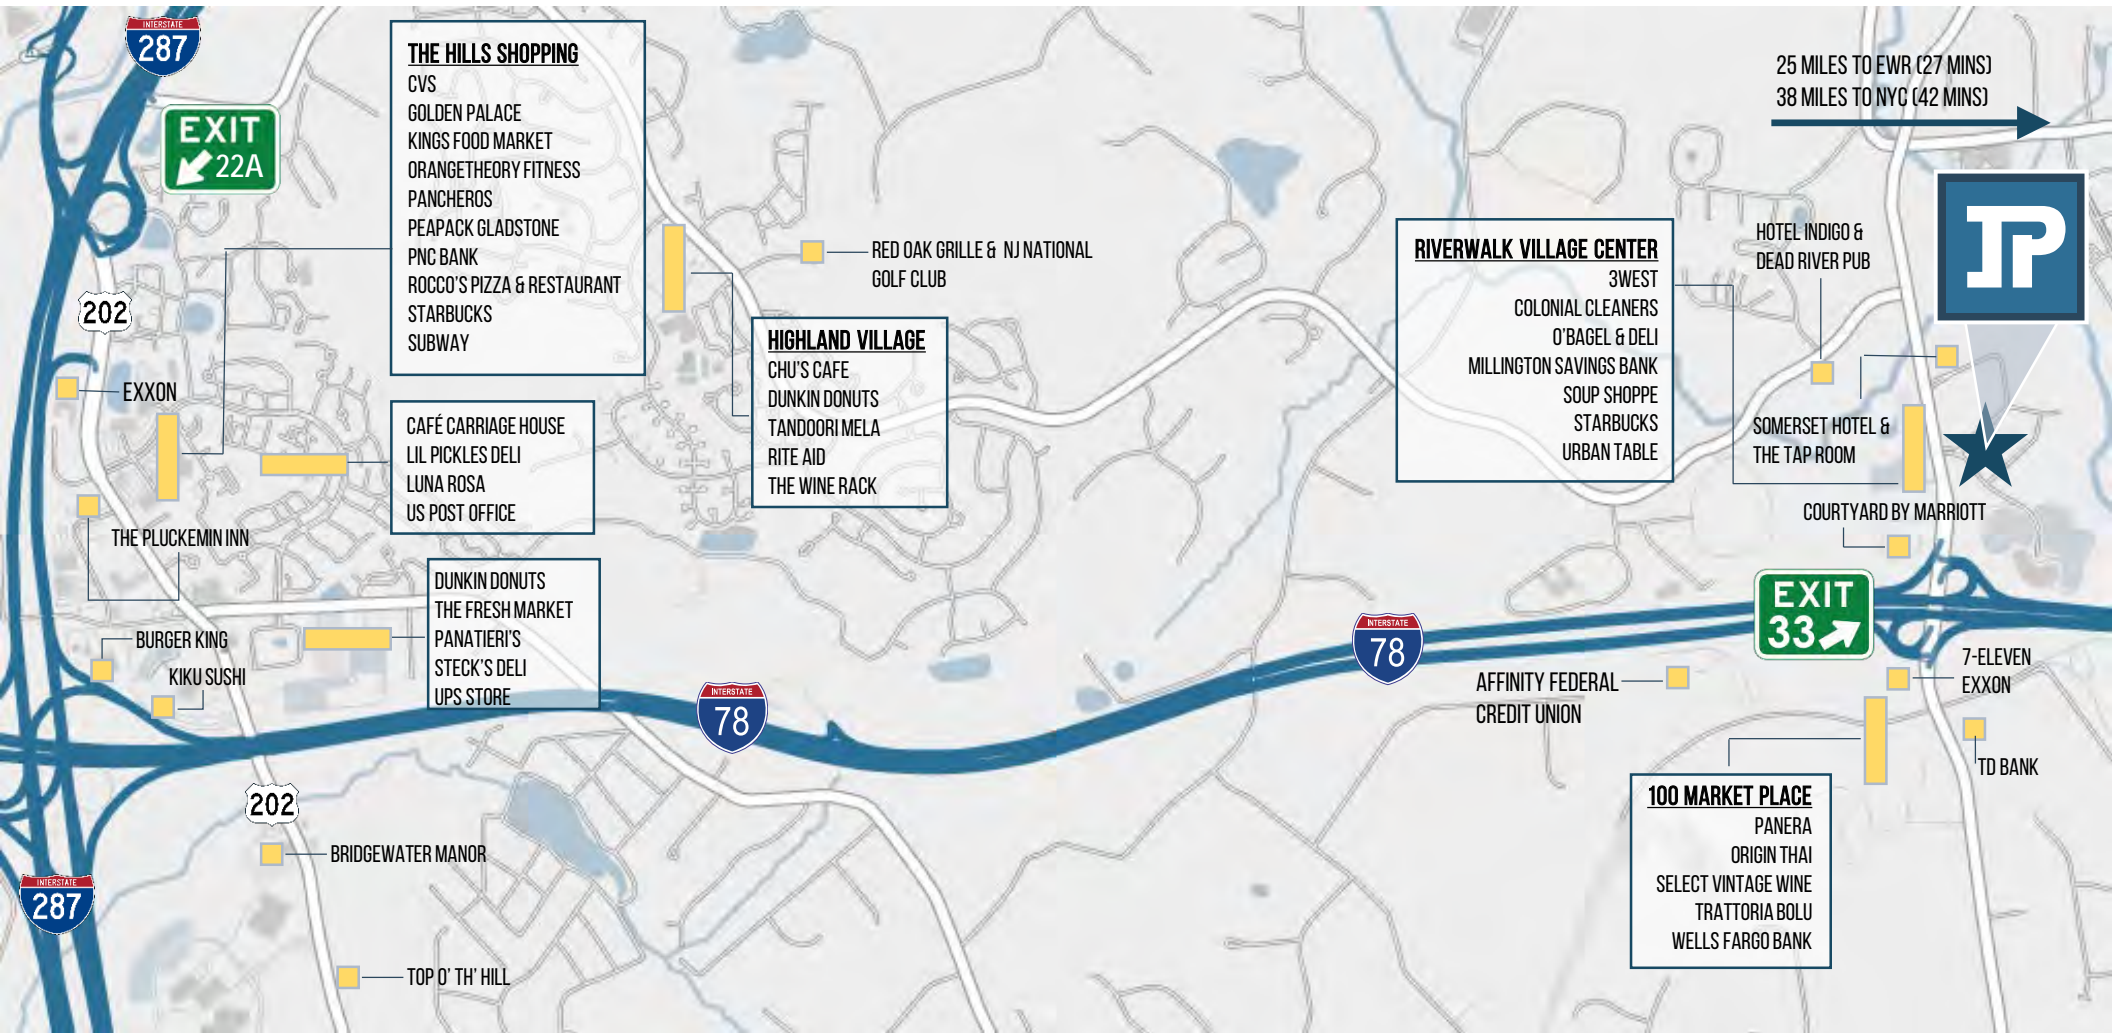 INTERSTATE
287
EXIT
22A
THE HILLS SHOPPING
CVS
GOLDEN PALACE
KINGS FOOD MARKET
ORANGETHEORY FITNESS
PANCHEROS
PEAPACK GLADSTONE
PNC BANK
ROCCO'S PIZZA & RESTAURANT
STARBUCKS
SUBWAY
25 MILES TO EWR (27 MINS)
38 MILES TO NYC (42 MINS)
TP
RED OAK GRILLE & NJ NATIONAL
GOLF CLUB
HOTEL INDIGO &
DEAD RIVER PUB
RIVERWALK VILLAGE CENTER
3WEST
COLONIAL CLEANERS
O'BAGEL & DELI
MILLINGTON SAVINGS BANK
SOUP SHOPPE
STARBUCKS
URBAN TABLE
202
EXXON
HIGHLAND VILLAGE
CHU'S CAFE
DUNKIN DONUTS
TANDOORI MELA
RITE AID
THE WINE RACK
CAFÉ CARRIAGE HOUSE
LIL PICKLES DELI
LUNA ROSA
US POST OFFICE
SOMERSET HOTEL &
THE TAP ROOM
COURTYARD BY MARRIOTT
THE PLUCKEMIN INN
DUNKIN DONUTS
THE FRESH MARKET
PANATIERI'S
STECK'S DELI
UPS STORE
EXIT
33
INTERSTATE
78
BURGER KING
KIKU SUSHI
INTERSTATE
78
AFFINITY FEDERAL
CREDIT UNION
7-ELEVEN
EXXON
TD BANK
100 MARKET PLACE
PANERA
ORIGIN THAI
SELECT VINTAGE WINE
TRATTORIA BOLU
WELLS FARGO BANK
202
BRIDGEWATER MANOR
INTERSTATE
287
TOP O' TH' HILL